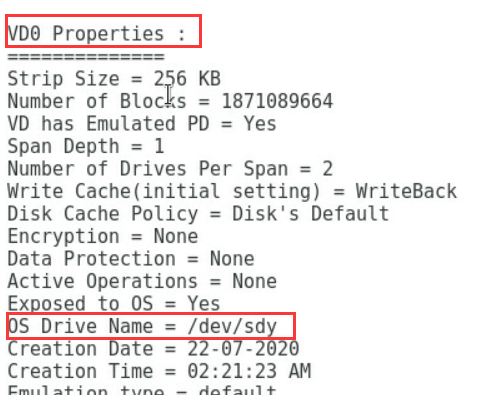 VD0 Properties :
===============
Strip Size = 256 KB
Number of Blocks = 1871089664
VD has Emulated PD = Yes
Span Depth = 1
Number of Drives Per Span = 2
Write Cache(initial setting) = WriteBack
Disk Cache Policy = Disk's Default
Encryption = None
Data Protection = None
Active Operations = None
Exposed to OS = Yes
OS Drive Name = /dev/sdy
Creation Date = 22-07-2020
Creation Time = 02:21:23 AM
Emulation type = default